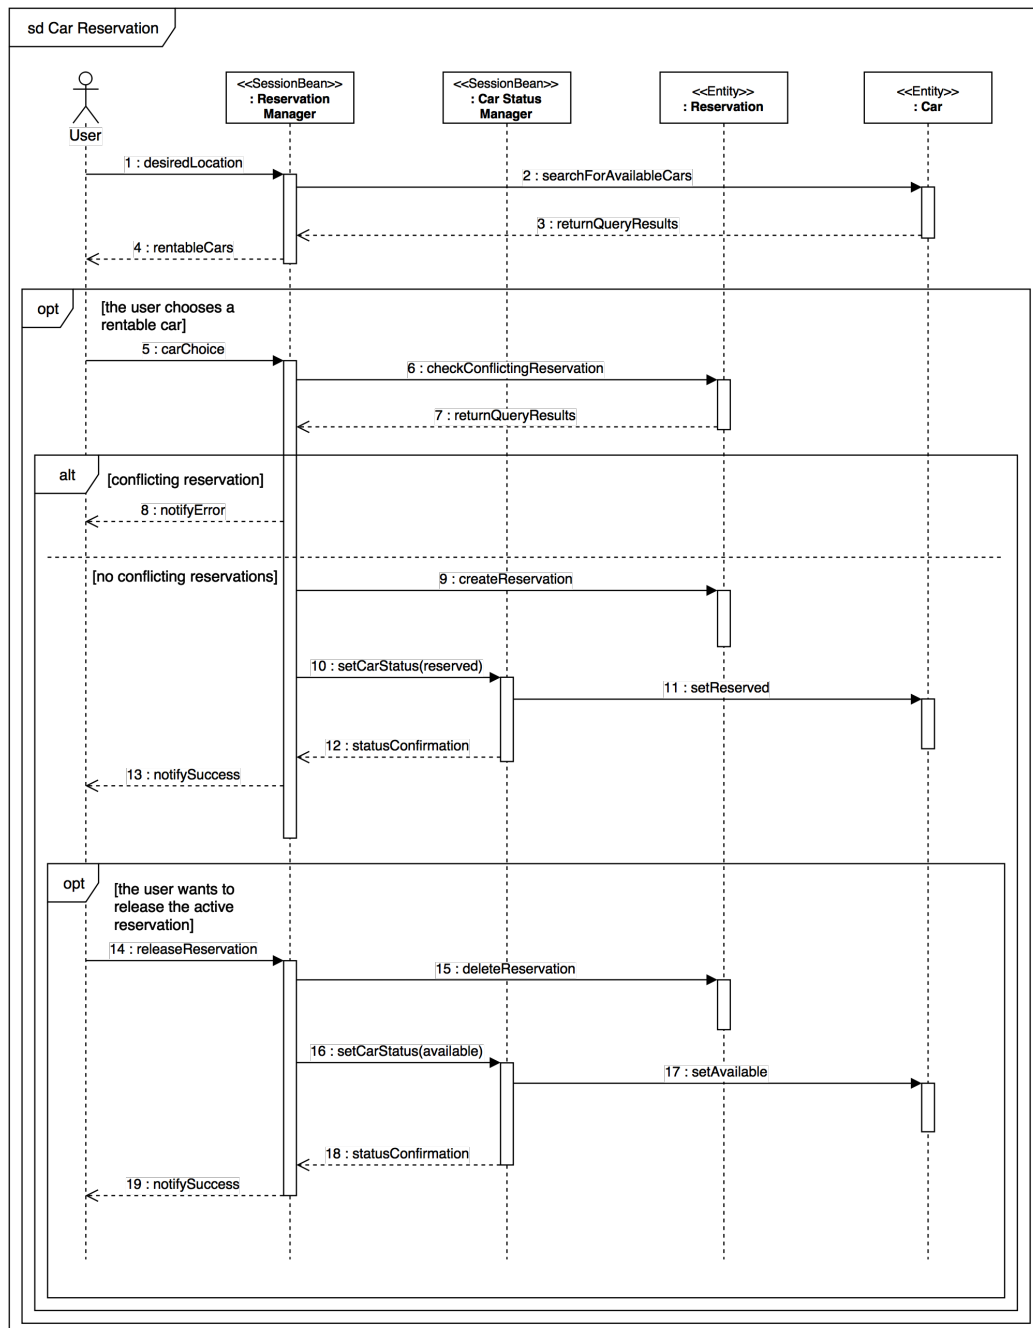 sd Car Reservation
User
<<SessionBean>>
: Reservation
Manager
<<SessionBean>>
: Car Status
Manager
<<Entity>>
: Reservation
<<Entity>>
: Car
1 : desiredLocation
2 : searchForAvailableCars
3 : returnQueryResults
4 : rentableCars
opt
[the user chooses a
rentable car]
5 : carChoice
6 : checkConflictingReservation
7 : returnQueryResults
alt
[conflicting reservation]
8 : notifyError
[no conflicting reservations]
9 : createReservation
10 : setCarStatus(reserved)
11 : setReserved
12 : statusConfirmation
13 : notifySuccess
opt
[the user wants to
release the active
reservation]
14 : releaseReservation
15 : deleteReservation
16 : setCarStatus(available)
17 : setAvailable
18 : statusConfirmation
19 : notifySuccess